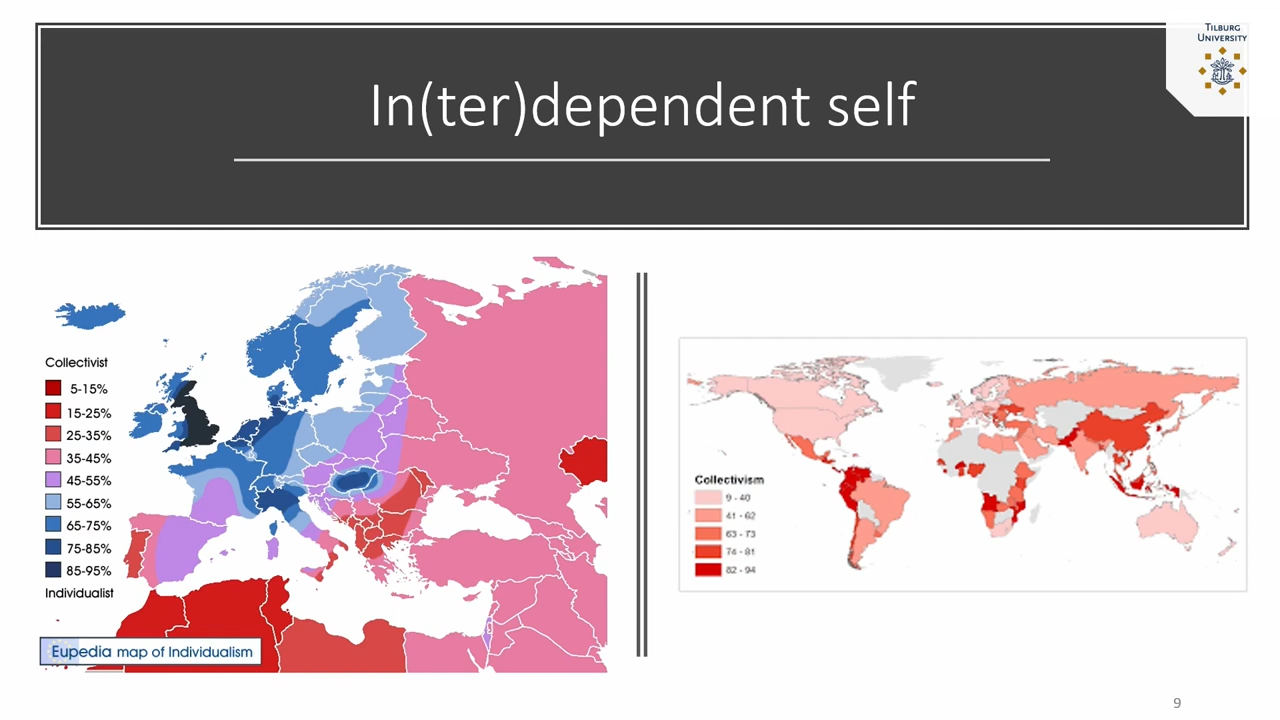 TILBURG
UNIVERSITY
In(ter)dependent self
Collectivist
5-15%
15-25%
25-35%
35-45%
45-55%
55-65%
65-75%
75-85%
85-95%
Individualist
Eupedia map of Individualism
Collectivism
9 - 40
41 - 62
63 - 73
74 - 81
82 - 94
9